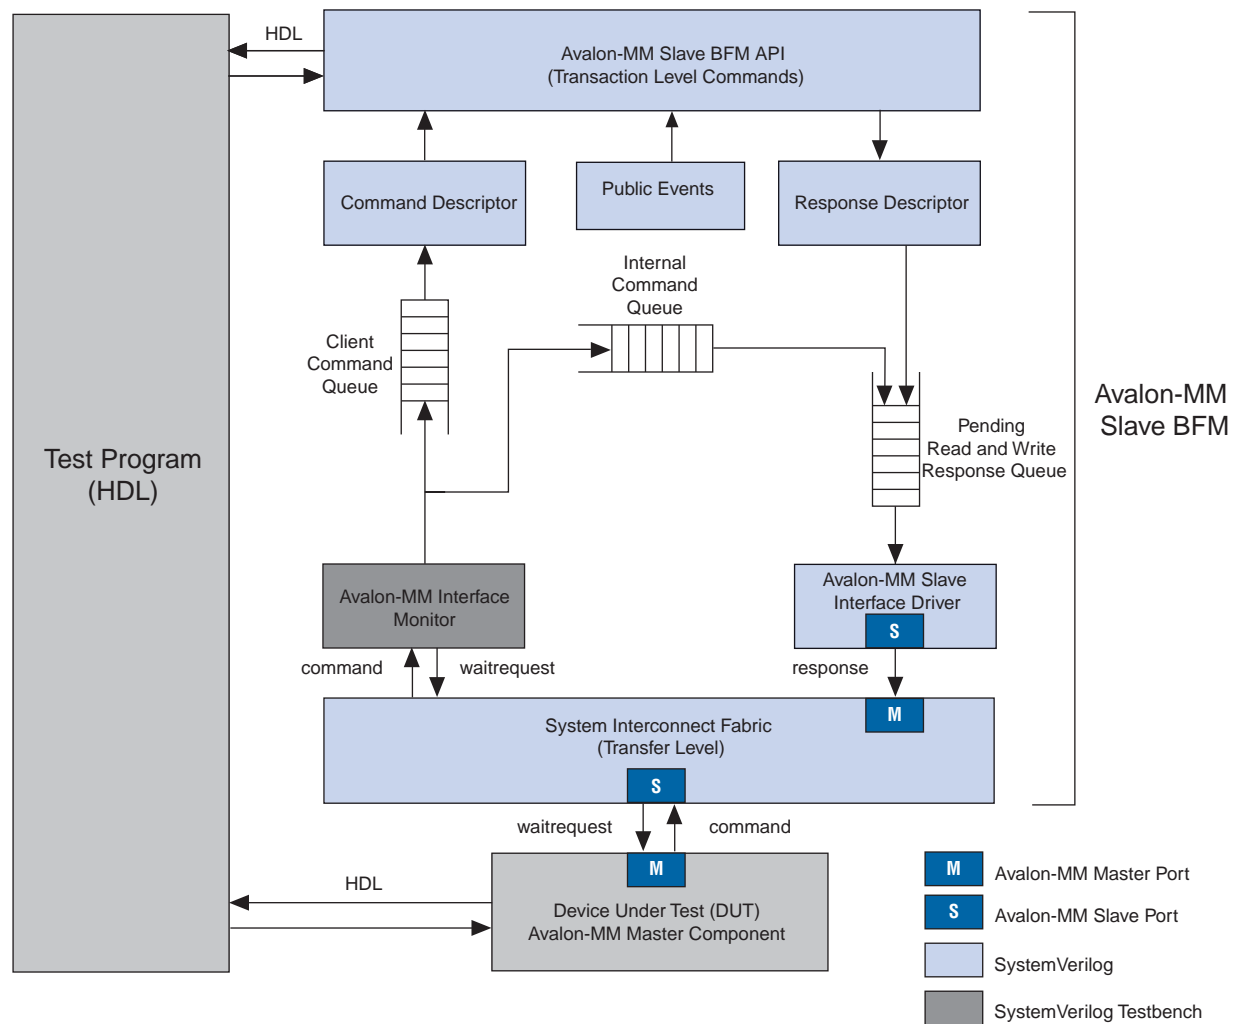 HDL
Avalon-MM Slave BFM API
(Transaction Level Commands)
Command Descriptor
Public Events
Response Descriptor
Internal
Command
Queue
Client
Command
Queue
Avalon-MM
Slave BFM
Pending
Read and Write
Response Queue
Test Program
(HDL)
Avalon-MM Interface
Monitor
Avalon-MM Slave
Interface Driver
S
command
waitrequest
response
M
System Interconnect Fabric
(Transfer Level)
S
waitrequest
command
M
HDL
Device Under Test (DUT)
Avalon-MM Master Component
M
Avalon-MM Master Port
S
Avalon-MM Slave Port
SystemVerilog
SystemVerilog Testbench